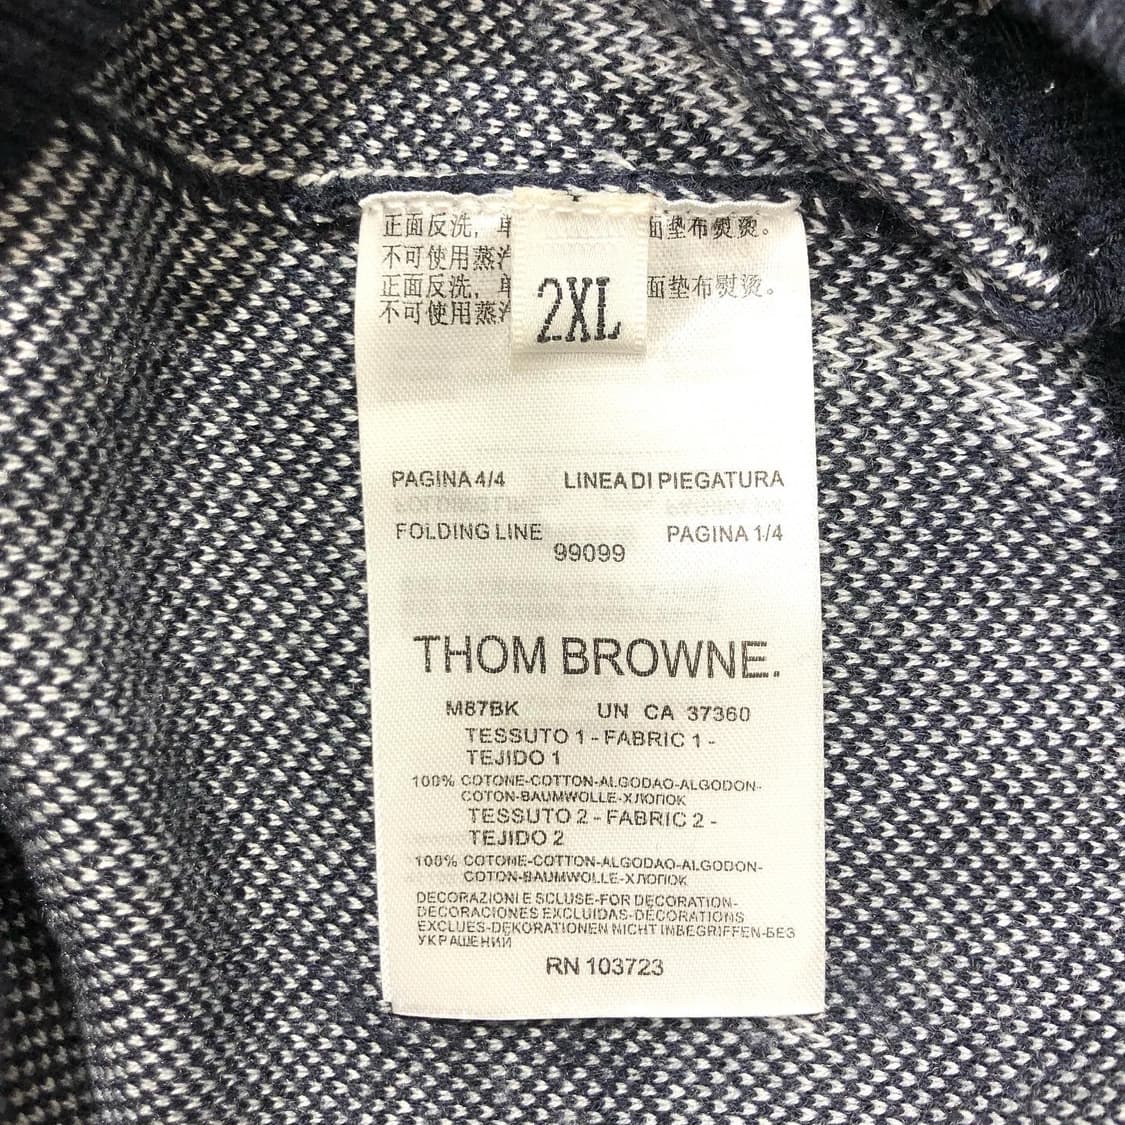 正面反洗, 单 面垫布熨烫。
不可使用蒸汽
正面反洗, 单 面垫布熨烫。
不可使用蒸汽
2XL
PAGINA 4/4 LINEA DI PIEGATURA
FOLDING LINE PAGINA 1/4
99099
THOM BROWNE.
M87BK UN CA 37360
TESSUTO 1 - FABRIC 1 -
TEJIDO 1
100% COTONE-COTTON-ALGODAO-ALGODON-
COTON-BAUMWOLLE-ХЛОПОК
TESSUTO 2 - FABRIC 2 -
TEJIDO 2
100% COTONE-COTTON-ALGODAO-ALGODON-
COTON-BAUMWOLLE-ХЛОПОК
DECORAZIONI ESCLUSE-FOR DECORATION-
DECORACIONES EXCLUIDAS-DECORATIONS
EXCLUES-DEKORATIONEN NICHT INBEGRIFFEN-БЕЗ
УКРАШЕНИЙ
RN 103723